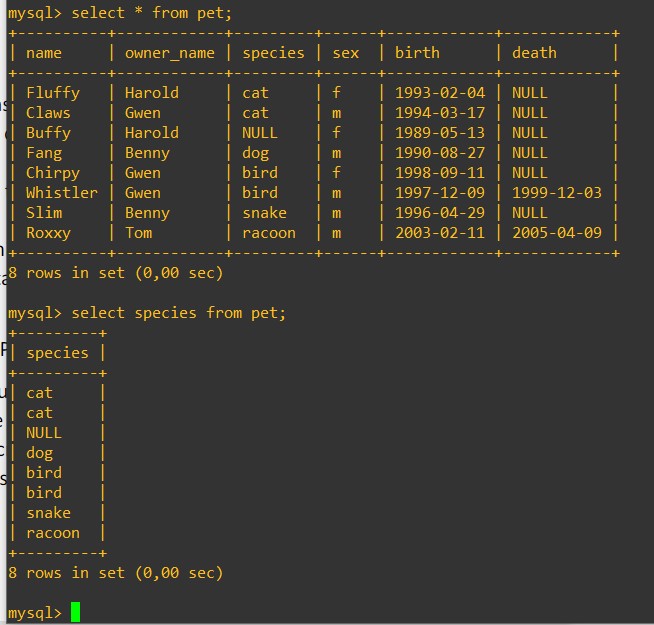 mysql> select * from pet;
+----------+------------+---------+------+------------+------------+
| name     | owner_name | species | sex  | birth      | death      |
+----------+------------+---------+------+------------+------------+
| Fluffy   | Harold     | cat     | f    | 1993-02-04 | NULL       |
| Claws    | Gwen       | cat     | m    | 1994-03-17 | NULL       |
| Buffy    | Harold     | NULL    | f    | 1989-05-13 | NULL       |
| Fang     | Benny      | dog     | m    | 1990-08-27 | NULL       |
| Chirpy   | Gwen       | bird    | f    | 1998-09-11 | NULL       |
| Whistler | Gwen       | bird    | m    | 1997-12-09 | 1999-12-03 |
| Slim     | Benny      | snake   | m    | 1996-04-29 | NULL       |
| Roxxy    | Tom        | racoon  | m    | 2003-02-11 | 2005-04-09 |
+----------+------------+---------+------+------------+------------+
8 rows in set (0,00 sec)
mysql> select species from pet;
+---------+
| species |
+---------+
| cat     |
| cat     |
| NULL    |
| dog     |
| bird    |
| bird    |
| snake   |
| racoon  |
+---------+
8 rows in set (0,00 sec)
mysql>